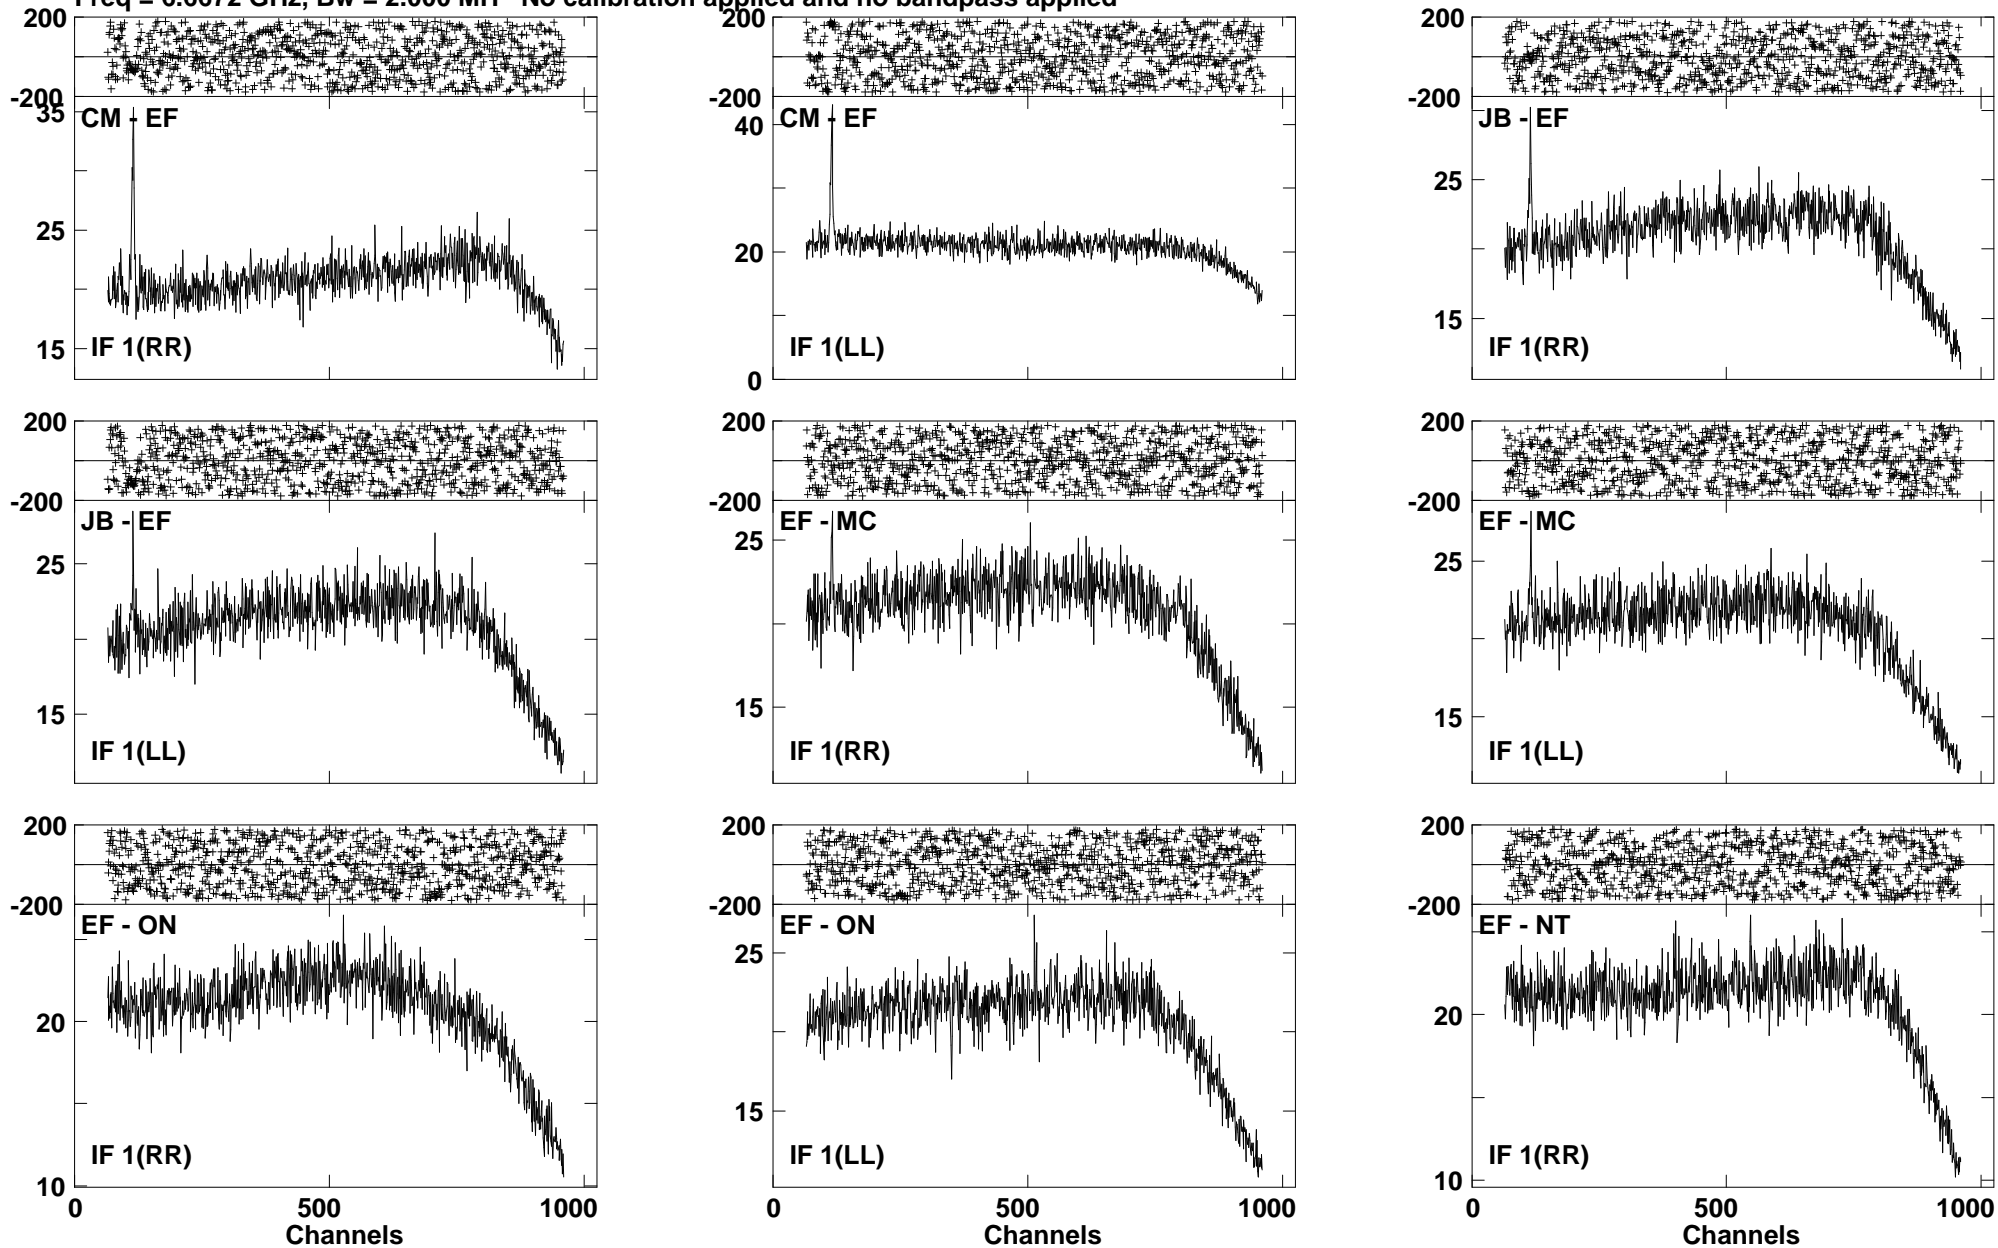 No calibration applied and no bandpass applied
200 200 200
-200 -200 -200
35 CM - EF 40 CM - EF JB - EF
25 20 25
15 IF 1(RR) IF 1(LL) 15 IF 1(RR)
0
200 200 200
-200 -200 -200
JB - EF EF - MC EF - MC
25 25 25
15 15 15
IF 1(LL) IF 1(RR) IF 1(LL)
200 200 200
-200 -200 -200
EF - ON EF - ON EF - NT
20 25 20
15
IF 1(RR) IF 1(LL) IF 1(RR)
10 10
0 500 1000 0 500 1000 0 500 1000
Channels Channels Channels